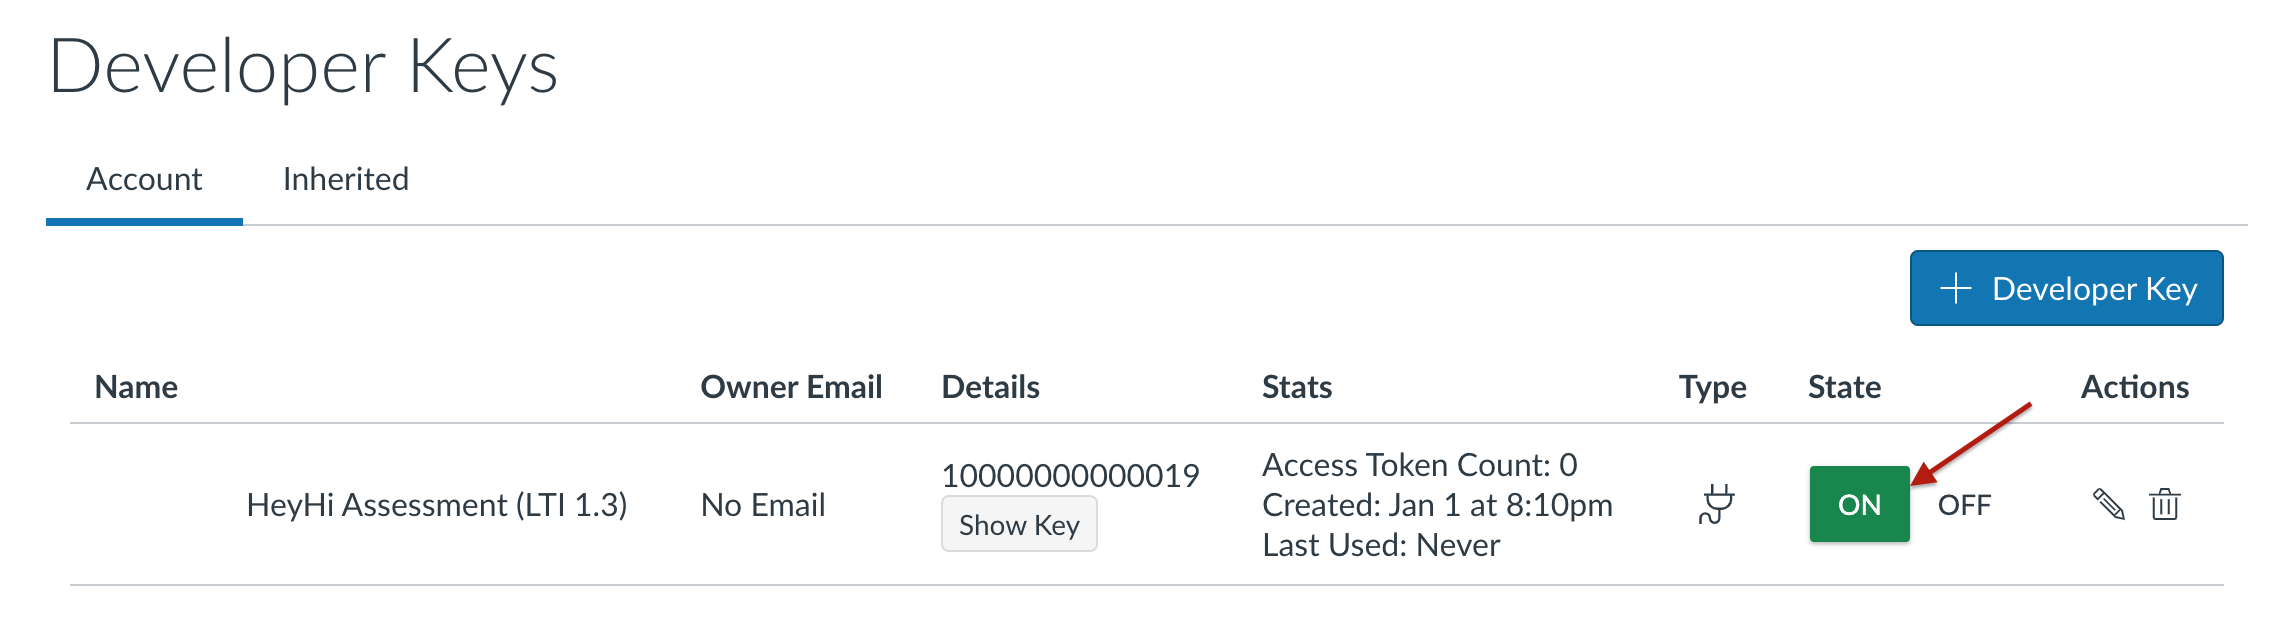 Developer Keys
Account Inherited
+ Developer Key
Name Owner Email Details Stats Type State Actions
HeyHi Assessment (LTI 1.3) No Email
10000000000019
Show Key
Access Token Count: 0
Created: Jan 1 at 8:10pm
Last Used: Never
ON OFF